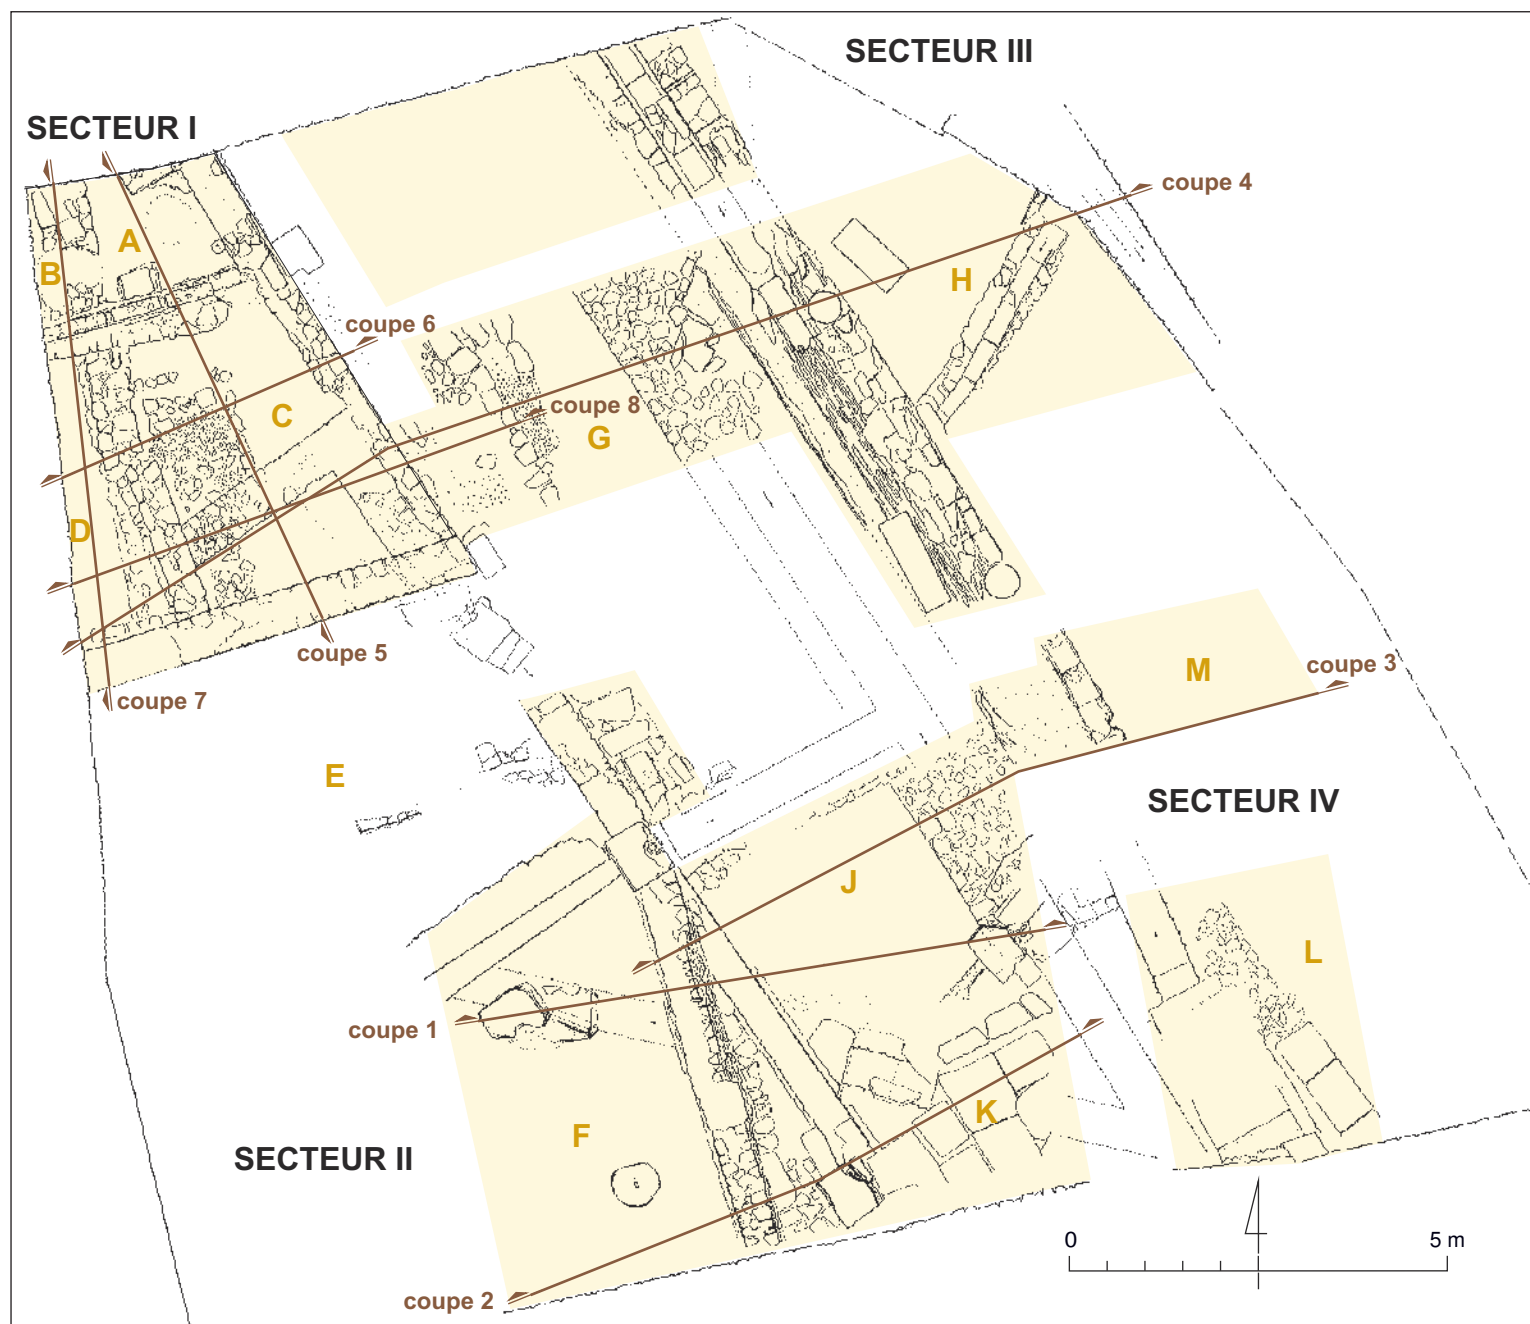 SECTEUR III
SECTEUR I
coupe 4
A
B
H
coupe 6
coupe 8
C
G
D
coupe 5
coupe 3
M
coupe 7
E
SECTEUR IV
J
L
coupe 1
K
F
SECTEUR II
0
5 m
coupe 2